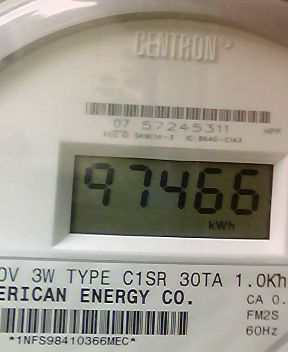 CENTRON
07 57245311 HPP
97466
kWh
0V 3W TYPE C1SR 30TA 1.0Kh
ERICAN ENERGY CO.
CA 0.
FM2S
60Hz
*1NFS98410366MEC*